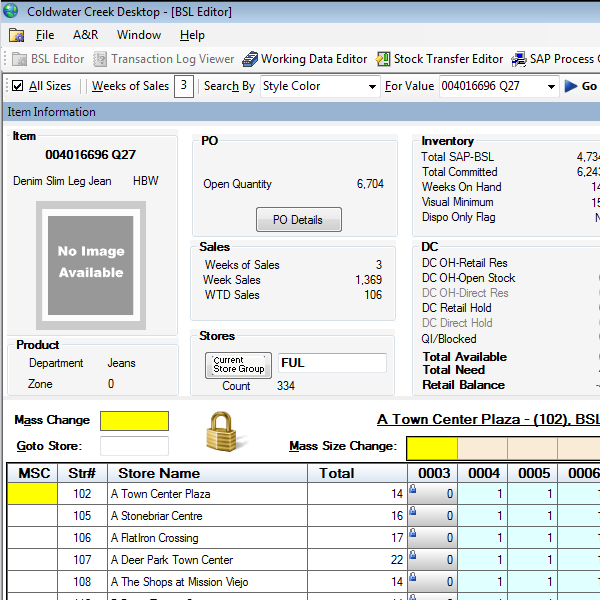 Coldwater Creek Desktop - [BSL Editor]
File A&R Window Help
BSL Editor Transaction Log Viewer Working Data Editor Stock Transfer Editor SAP Process
All Sizes Weeks of Sales 3 Search By Style Color For Value 004016696 Q27 Go
Item Information
Item
004016696 Q27
Denim Slim Leg Jean HBW
No Image
Available
Product
Department Jeans
Zone 0
PO
Open Quantity 6,704
PO Details
Sales
Weeks of Sales 3
Week Sales 1,369
WTD Sales 106
Stores
Current
Store Group FUL
Count 334
Inventory
Total SAP-BSL 4,734
Total Committed 6,243
Weeks On Hand 14
Visual Minimum 15
Dispo Only Flag N
DC
DC OH-Retail Res
DC OH-Open Stock
DC OH-Direct Res
DC Retail Hold
DC Direct Hold
QI/Blocked
Total Available
Total Need
Retail Balance
Mass Change
Goto Store:
A Town Center Plaza - (102), BSL
Mass Size Change:
MSC Str# Store Name Total 0003 0004 0005 0006
102 A Town Center Plaza 14 0 1 1
105 A Stonebriar Centre 16 0 1 1
106 A FlatIron Crossing 17 0 1 1
107 A Deer Park Town Center 22 0 1 1
108 A The Shops at Mission Viejo 14 0 1 1